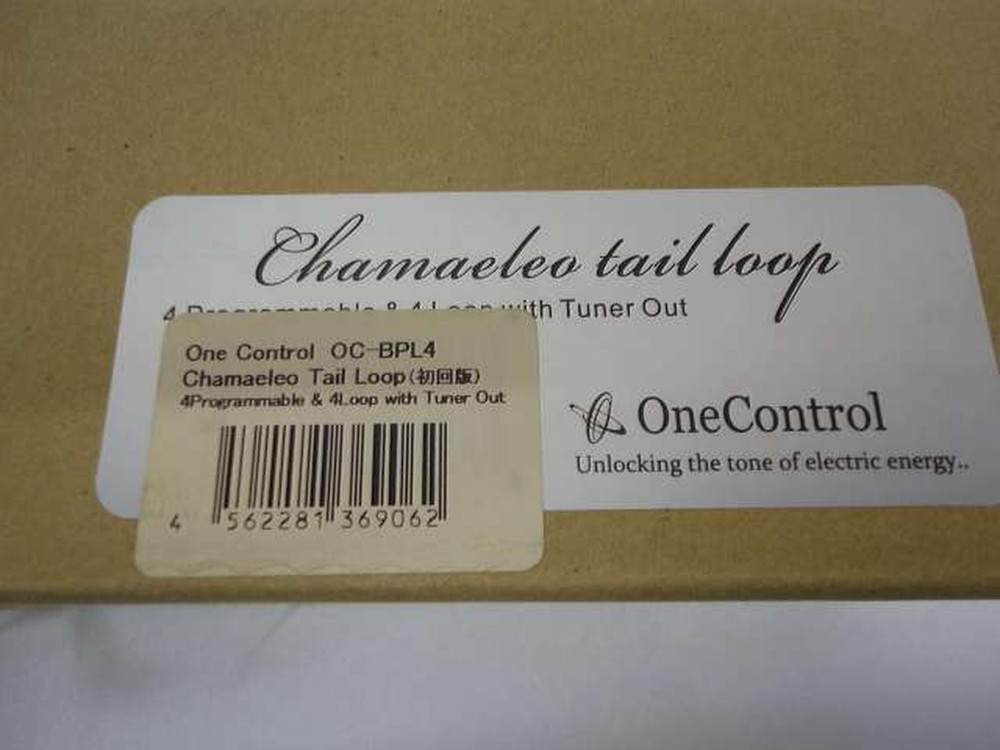 Chamaeleo tail loop
4 Programmable & 4 Loop with Tuner Out
One Control OC-BPL4
Chamaeleo Tail Loop(初回版)
4Programmable & 4Loop with Tuner Out
4 562281 369062
OneControl
Unlocking the tone of electric energy..